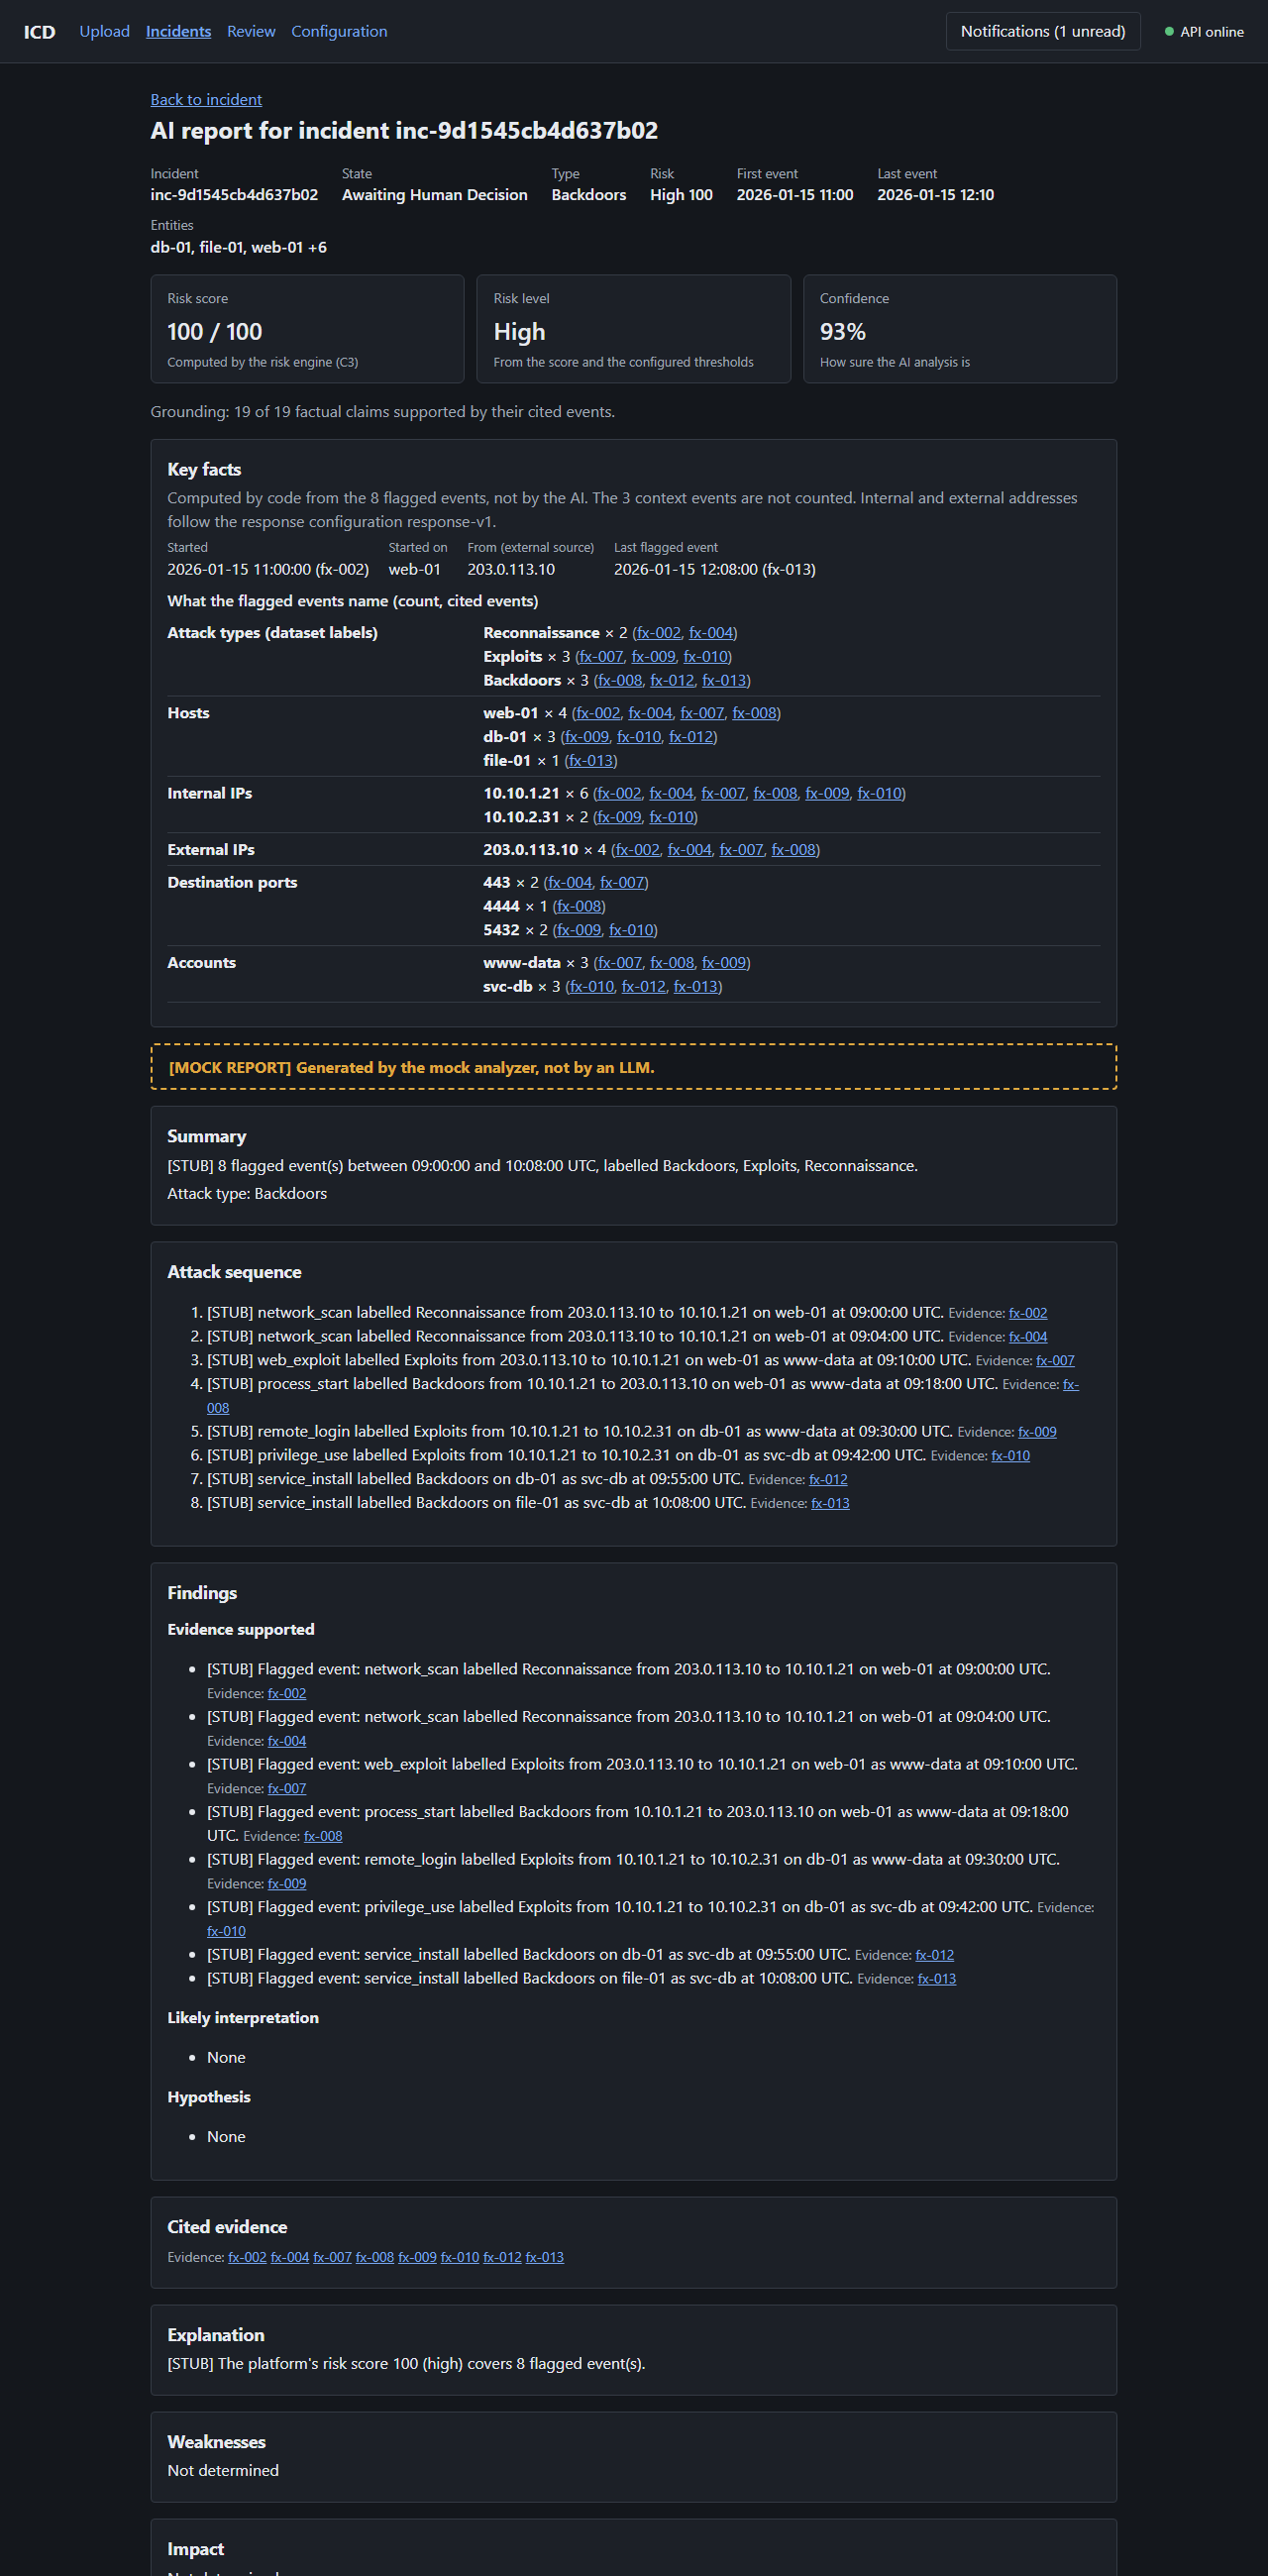 ICD Upload Incidents Review Configuration Notifications (1 unread) API online
Back to incident
AI report for incident inc-9d1545cb4d637b02
Incident State Type Risk First event Last event
inc-9d1545cb4d637b02 Awaiting Human Decision Backdoors High 100 2026-01-15 11:00 2026-01-15 12:10
Entities
db-01, file-01, web-01 +6
Risk score Risk level Confidence
100 / 100 High 93%
Computed by the risk engine (C3) From the score and the configured thresholds How sure the AI analysis is
Grounding: 19 of 19 factual claims supported by their cited events.
Key facts
Computed by code from the 8 flagged events, not by the AI. The 3 context events are not counted. Internal and external addresses
follow the response configuration response-v1.
Started Started on From (external source) Last flagged event
2026-01-15 11:00:00 (fx-002) web-01 203.0.113.10 2026-01-15 12:08:00 (fx-013)
What the flagged events name (count, cited events)
Attack types (dataset labels) Reconnaissance × 2 (fx-002, fx-004)
Exploits × 3 (fx-007, fx-009, fx-010)
Backdoors × 3 (fx-008, fx-012, fx-013)
Hosts web-01 × 4 (fx-002, fx-004, fx-007, fx-008)
db-01 × 3 (fx-009, fx-010, fx-012)
file-01 × 1 (fx-013)
Internal IPs 10.10.1.21 × 6 (fx-002, fx-004, fx-007, fx-008, fx-009, fx-010)
10.10.2.31 × 2 (fx-009, fx-010)
External IPs 203.0.113.10 × 4 (fx-002, fx-004, fx-007, fx-008)
Destination ports 443 × 2 (fx-004, fx-007)
4444 × 1 (fx-008)
5432 × 2 (fx-009, fx-010)
Accounts www-data × 3 (fx-007, fx-008, fx-009)
svc-db × 3 (fx-010, fx-012, fx-013)
[MOCK REPORT] Generated by the mock analyzer, not by an LLM.
Summary
[STUB] 8 flagged event(s) between 09:00:00 and 10:08:00 UTC, labelled Backdoors, Exploits, Reconnaissance.
Attack type: Backdoors
Attack sequence
1. [STUB] network_scan labelled Reconnaissance from 203.0.113.10 to 10.10.1.21 on web-01 at 09:00:00 UTC. Evidence: fx-002
2. [STUB] network_scan labelled Reconnaissance from 203.0.113.10 to 10.10.1.21 on web-01 at 09:04:00 UTC. Evidence: fx-004
3. [STUB] web_exploit labelled Exploits from 203.0.113.10 to 10.10.1.21 on web-01 as www-data at 09:10:00 UTC. Evidence: fx-007
4. [STUB] process_start labelled Backdoors from 10.10.1.21 to 203.0.113.10 on web-01 as www-data at 09:18:00 UTC. Evidence: fx-
008
5. [STUB] remote_login labelled Exploits from 10.10.1.21 to 10.10.2.31 on db-01 as www-data at 09:30:00 UTC. Evidence: fx-009
6. [STUB] privilege_use labelled Exploits from 10.10.1.21 to 10.10.2.31 on db-01 as svc-db at 09:42:00 UTC. Evidence: fx-010
7. [STUB] service_install labelled Backdoors on db-01 as svc-db at 09:55:00 UTC. Evidence: fx-012
8. [STUB] service_install labelled Backdoors on file-01 as svc-db at 10:08:00 UTC. Evidence: fx-013
Findings
Evidence supported
• [STUB] Flagged event: network_scan labelled Reconnaissance from 203.0.113.10 to 10.10.1.21 on web-01 at 09:00:00 UTC.
Evidence: fx-002
• [STUB] Flagged event: network_scan labelled Reconnaissance from 203.0.113.10 to 10.10.1.21 on web-01 at 09:04:00 UTC.
Evidence: fx-004
• [STUB] Flagged event: web_exploit labelled Exploits from 203.0.113.10 to 10.10.1.21 on web-01 as www-data at 09:10:00 UTC.
Evidence: fx-007
• [STUB] Flagged event: process_start labelled Backdoors from 10.10.1.21 to 203.0.113.10 on web-01 as www-data at 09:18:00
UTC. Evidence: fx-008
• [STUB] Flagged event: remote_login labelled Exploits from 10.10.1.21 to 10.10.2.31 on db-01 as www-data at 09:30:00 UTC.
Evidence: fx-009
• [STUB] Flagged event: privilege_use labelled Exploits from 10.10.1.21 to 10.10.2.31 on db-01 as svc-db at 09:42:00 UTC. Evidence:
fx-010
• [STUB] Flagged event: service_install labelled Backdoors on db-01 as svc-db at 09:55:00 UTC. Evidence: fx-012
• [STUB] Flagged event: service_install labelled Backdoors on file-01 as svc-db at 10:08:00 UTC. Evidence: fx-013
Likely interpretation
• None
Hypothesis
• None
Cited evidence
Evidence: fx-002 fx-004 fx-007 fx-008 fx-009 fx-010 fx-012 fx-013
Explanation
[STUB] The platform's risk score 100 (high) covers 8 flagged event(s).
Weaknesses
Not determined
Impact